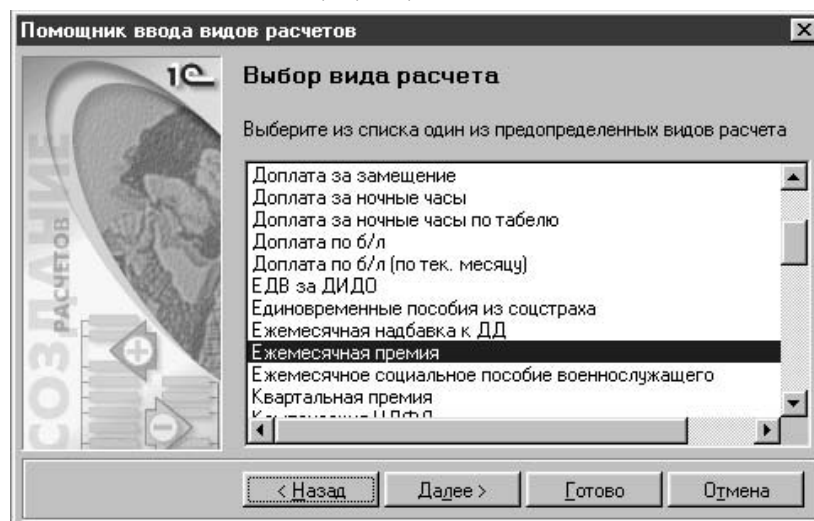 Помощник ввода видов расчетов
1С
Выбор вида расчета
Выберите из списка один из предопределенных видов расчета
СОЗДАНИЕ
РАСЧЕТОВ
Доплата за замещение
Доплата за ночные часы
Доплата за ночные часы по табелю
Доплата по б/л
Доплата по б/л (по тек. месяцу)
ЕДВ за ДИДО
Единовременные пособия из соцстраха
Ежемесячная надбавка к ДД
Ежемесячная премия
Ежемесячное социальное пособие военнослужащего
Квартальная премия
< Назад
Далее >
Готово
Отмена